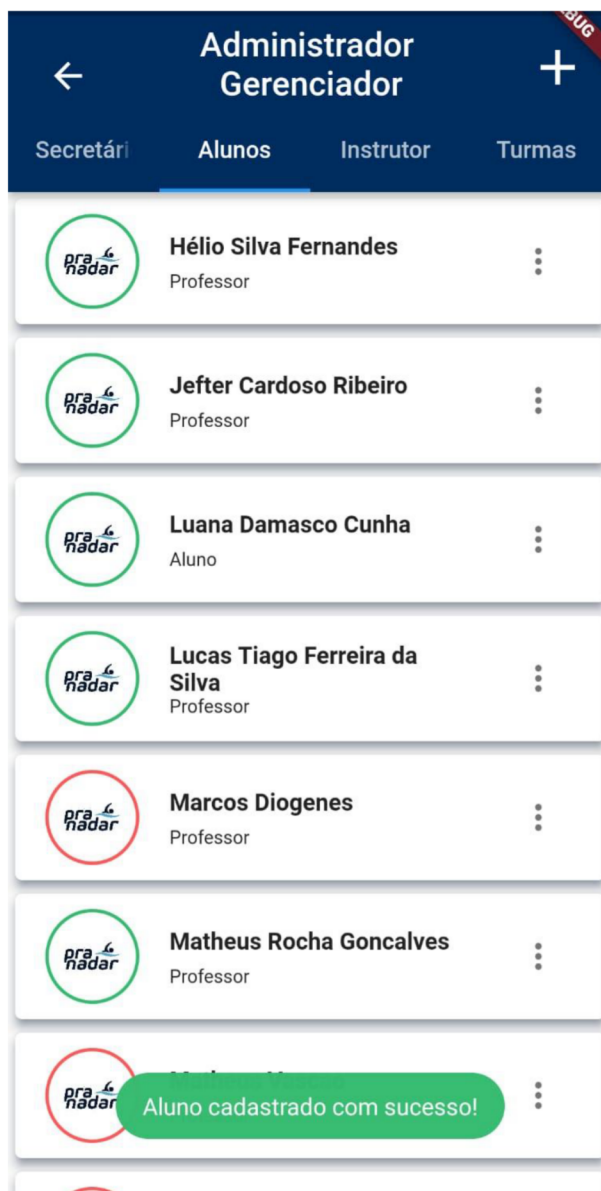 Administrador
Gerenciador
Secretári
Alunos
Instrutor
Turmas
pra nadar
Hélio Silva Fernandes
Professor
pra nadar
Jefter Cardoso Ribeiro
Professor
pra nadar
Luana Damasco Cunha
Aluno
pra nadar
Lucas Tiago Ferreira da
Silva
Professor
pra nadar
Marcos Diogenes
Professor
pra nadar
Matheus Rocha Goncalves
Professor
pra nadar
Aluno cadastrado com sucesso!